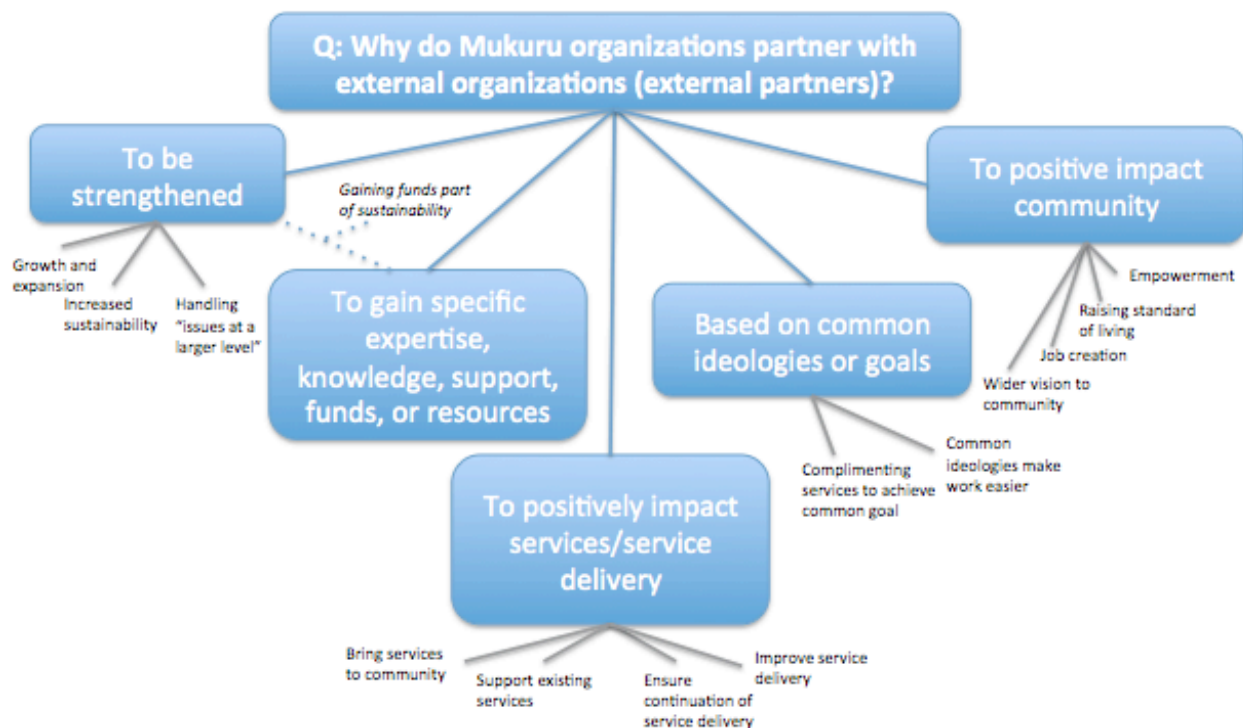 Q: Why do Mukuru organizations partner with
external organizations (external partners)?
To be
strengthened
Gaining funds part
of sustainability
To positive impact
community
Growth and
expansion
Increased
sustainability
Handling
“issues at a
larger level”
To gain specific
expertise,
knowledge, support,
funds, or resources
Based on common
ideologies or goals
Empowerment
Raising standard
of living
Job creation
Wider vision to
community
Complimenting
services to achieve
common goal
Common
ideologies make
work easier
To positively impact
services/service
delivery
Bring services
to community
Support existing
services
Ensure
continuation of
service delivery
Improve service
delivery